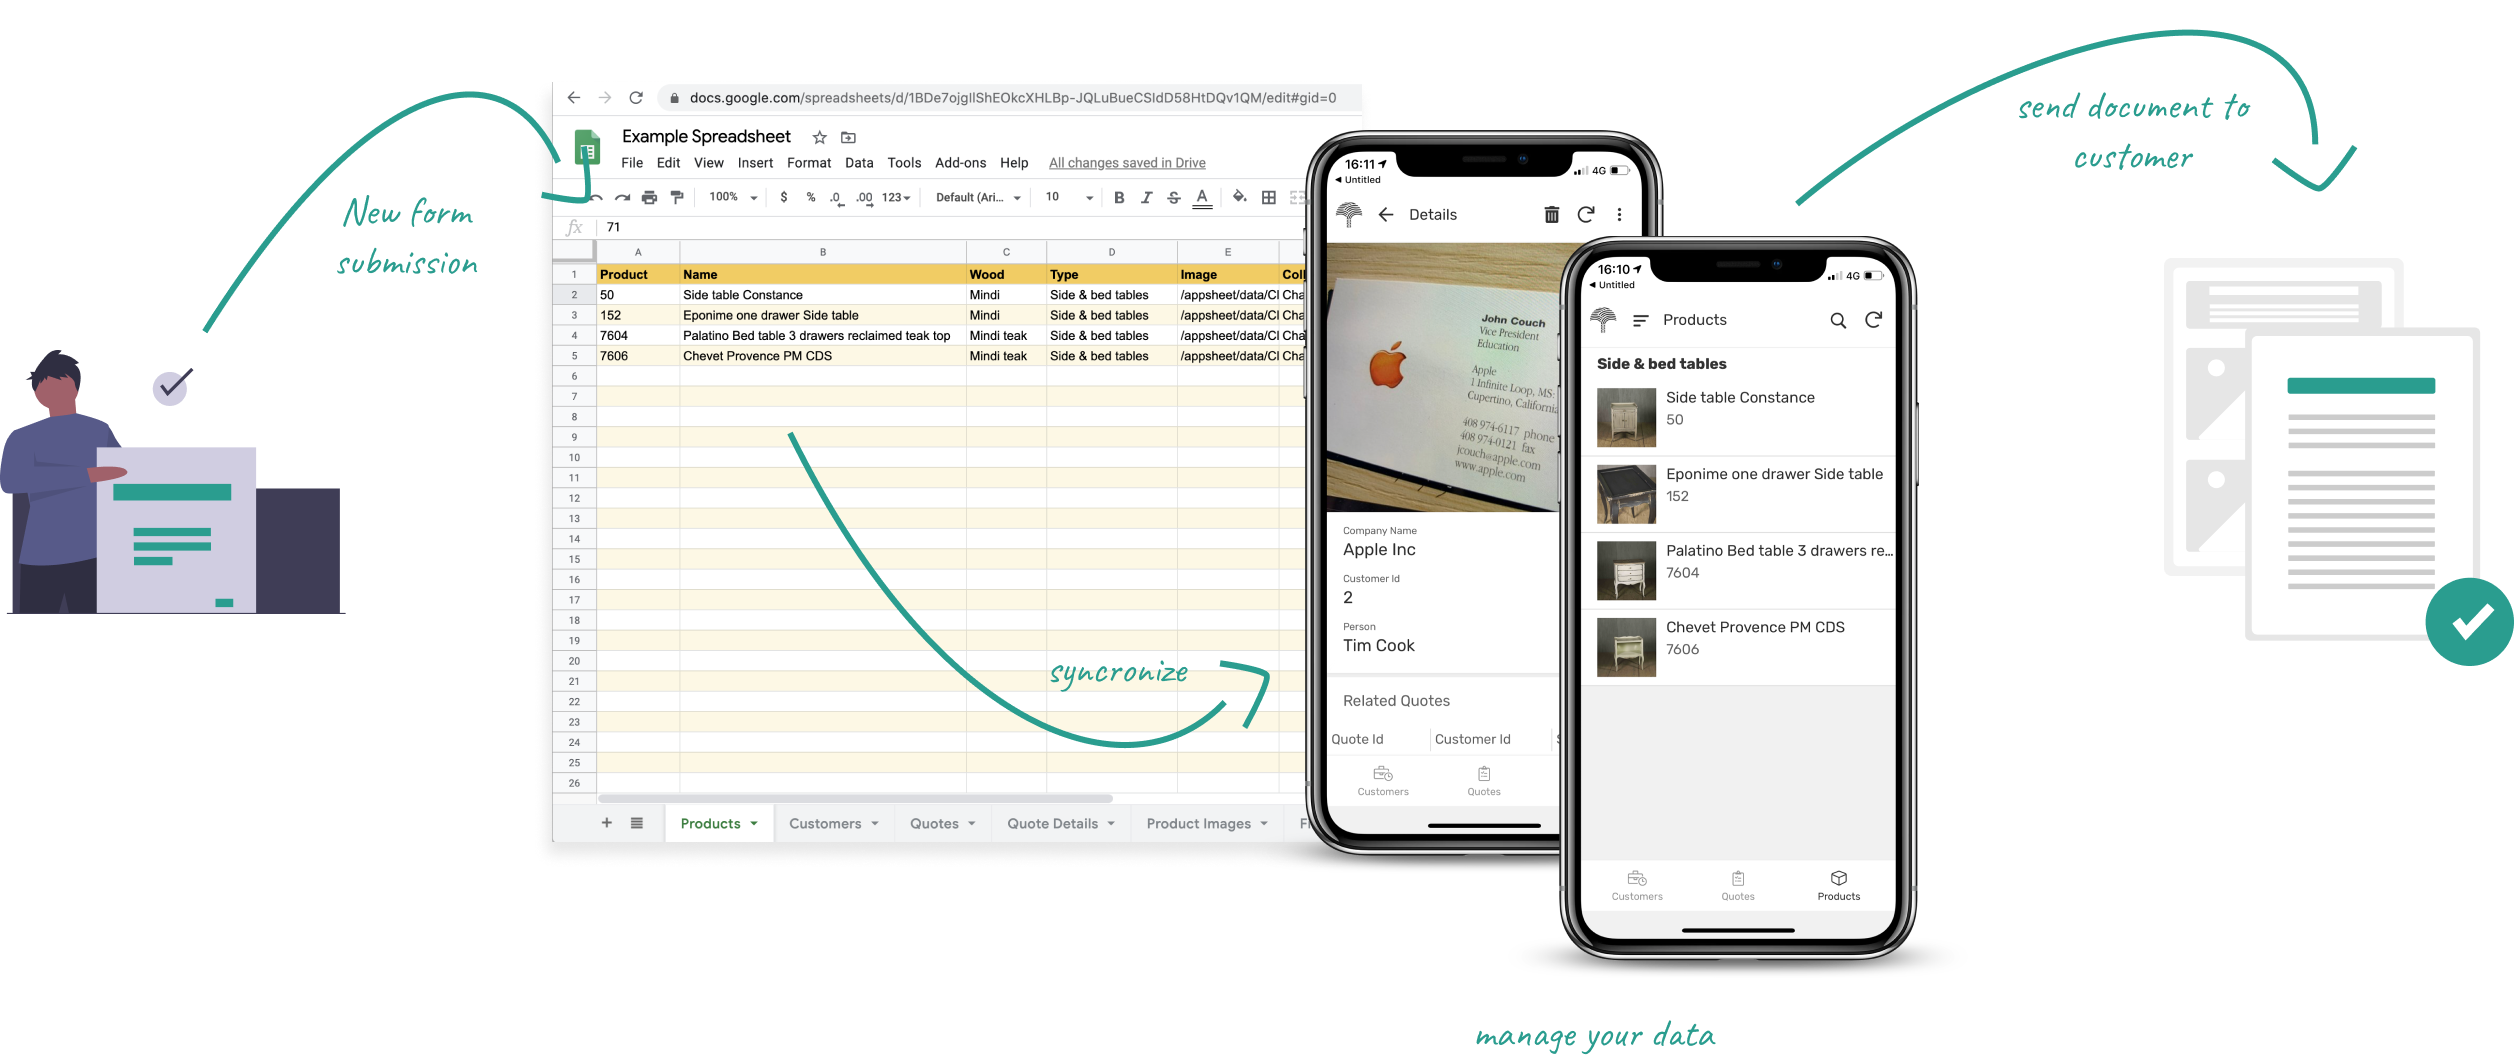 New form
submission
docs.google.com/spreadsheets/d/1BDe7ojgIlShEOkcXHLBp-JQLuBueCSIdD58HtDQv1QM/edit#gid=0
Example Spreadsheet
File Edit View Insert Format Data Tools Add-ons Help All changes saved in Drive
100% $ % .0 .00 123 Default (Ari... 10 B I S A
fx 71
A B C D E
1 Product Name Wood Type Image Coll
2 50 Side table Constance Mindi Side & bed tables /appsheet/data/Cl Cha
3 152 Eponime one drawer Side table Mindi Side & bed tables /appsheet/data/Cl Cha
4 7604 Palatino Bed table 3 drawers reclaimed teak top Mindi teak Side & bed tables /appsheet/data/Cl Cha
5 7606 Chevet Provence PM CDS Mindi teak Side & bed tables /appsheet/data/Cl Cha
6
7
8
9
10
11
12
13
14
15
16
17
18
19
20
21
22
23
24
25
26
syncronize
+ Products Customers Quotes Quote Details Product Images
16:11 4G
Untitled
Details
John Couch
Vice President
Education
Apple
1 Infinite Loop, MS:
Cupertino, California
408 974-6117 phone
408 974-0121 fax
jcouch@apple.com
www.apple.com
Company Name
Apple Inc
Customer Id
2
Person
Tim Cook
Related Quotes
Quote Id Customer Id
Customers Quotes
16:10 4G
Untitled
Products
Side & bed tables
Side table Constance
50
Eponime one drawer Side table
152
Palatino Bed table 3 drawers re...
7604
Chevet Provence PM CDS
7606
Customers Quotes Products
send document to
customer
manage your data